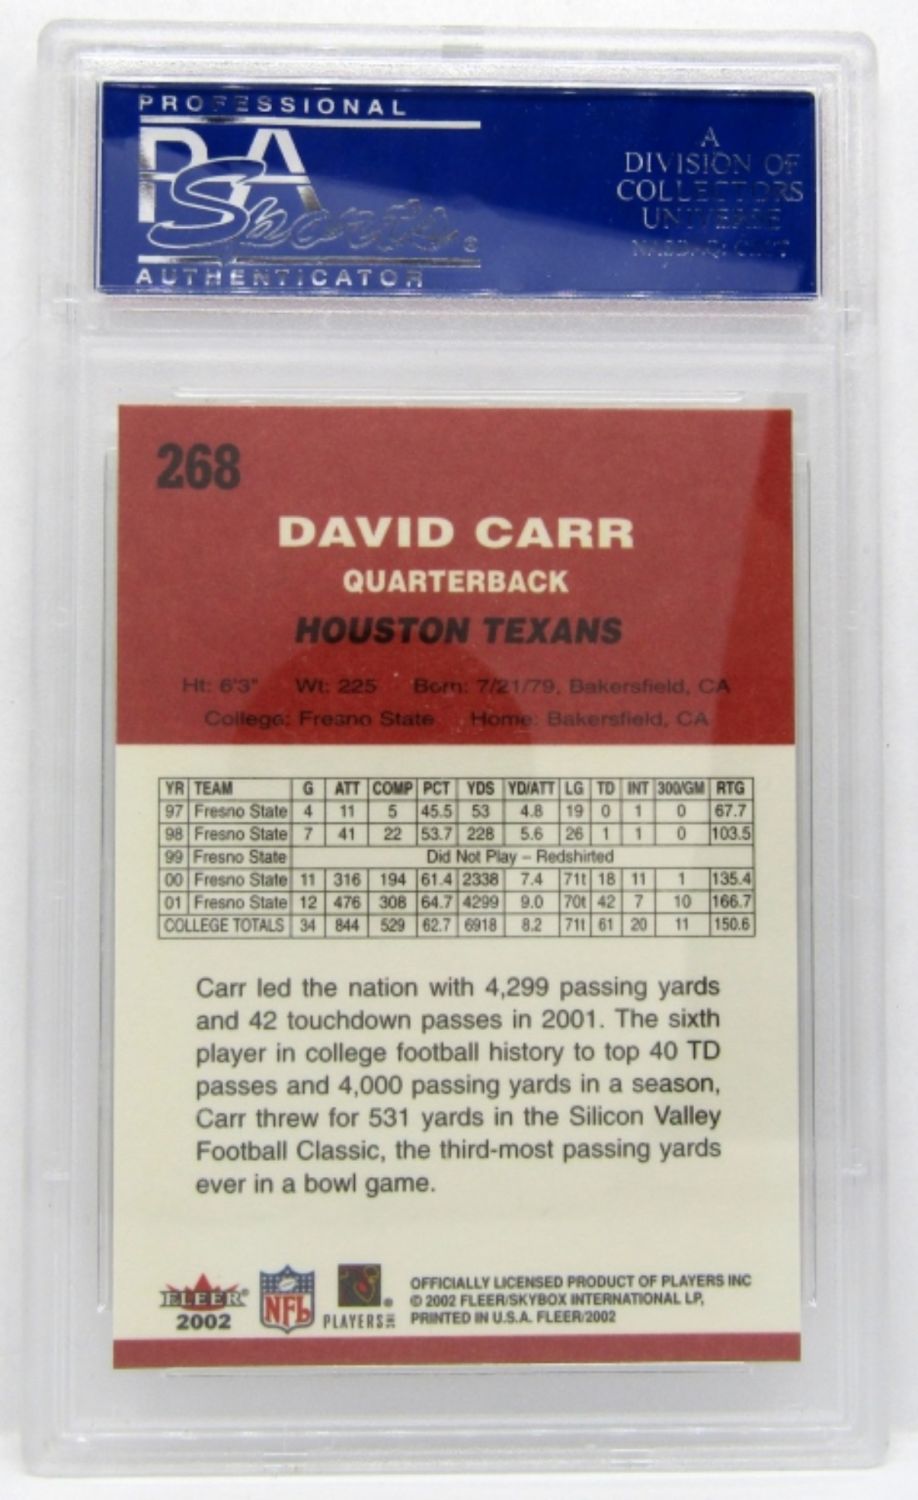 PROFESSIONAL
PSA
Sports®
AUTHENTICATOR
A
DIVISION OF
COLLECTORS
UNIVERSE
NASDAQ: CLCT
268
DAVID CARR
QUARTERBACK
HOUSTON TEXANS
Ht: 6'3" Wt: 225 Born: 7/21/79, Bakersfield, CA
College: Fresno State Home: Bakersfield, CA
YR TEAM G ATT COMP PCT YDS YD/ATT LG TD INT 300/GM RTG
97 Fresno State 4 11 5 45.5 53 4.8 19 0 1 0 67.7
98 Fresno State 7 41 22 53.7 228 5.6 26 1 1 0 103.5
99 Fresno State Did Not Play – Redshirted
00 Fresno State 11 316 194 61.4 2338 7.4 71t 18 11 1 135.4
01 Fresno State 12 476 308 64.7 4299 9.0 70t 42 7 10 166.7
COLLEGE TOTALS 34 844 529 62.7 6918 8.2 71t 61 20 11 150.6
Carr led the nation with 4,299 passing yards
and 42 touchdown passes in 2001. The sixth
player in college football history to top 40 TD
passes and 4,000 passing yards in a season,
Carr threw for 531 yards in the Silicon Valley
Football Classic, the third-most passing yards
ever in a bowl game.
FLEER®
2002
NFL
PLAYERS INC
®
OFFICIALLY LICENSED PRODUCT OF PLAYERS INC
© 2002 FLEER/SKYBOX INTERNATIONAL LP,
PRINTED IN U.S.A. FLEER/2002